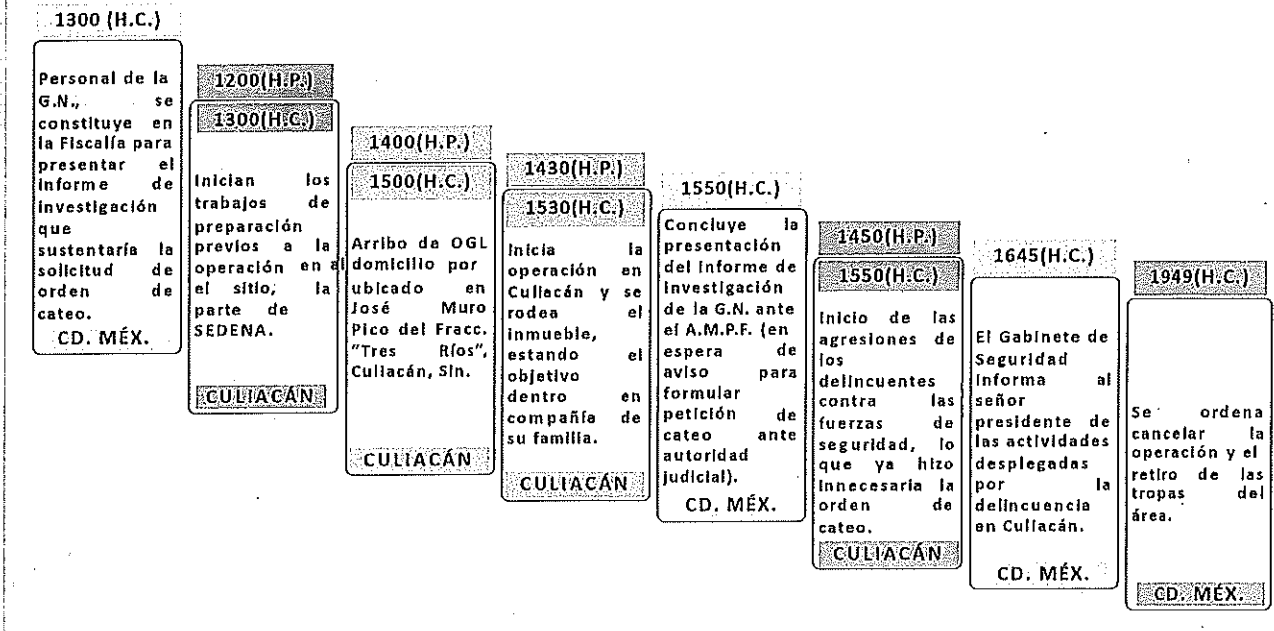 1300 (H.C.)
Personal de la
G.N., se
constituye en
la Fiscalía para
presentar el
informe de
investigación
que
sustentaría la
solicitud de
orden de
cateo.
CD. MÉX.
1200(H.P.)
1300(H.C.)
Inician los
trabajos de
preparación
previos a la
operación en
el sitio, la
parte de
SEDENA.
CULIACÁN
1400(H.P.)
1500(H.C.)
Arribo de OGL
al domicilio por
ubicado en
José Muro
Pico del Fracc.
"Tres Ríos",
Culiacán, Sin.
CULIACÁN
1430(H.P.)
1530(H.C.)
Inicia la
operación en
Culiacán y se
rodea el
inmueble,
estando el
objetivo
dentro en
compañía de
su familia.
CULIACÁN
1550(H.C.)
Concluye la
presentación
del Informe de
Investigación
de la G.N. ante
el A.M.P.F. (en
espera de
aviso para
formular
petición de
cateo ante
autoridad
judicial).
CD. MÉX.
1450(H.P.)
1550(H.C.)
Inicio de las
agresiones de
los
delincuentes
contra las
fuerzas de
seguridad, lo
que ya hizo
innecesaria la
orden de
cateo.
CULIACÁN
1645(H.C.)
El Gabinete de
Seguridad
informa al
señor
presidente de
las actividades
desplegadas
por la
delincuencia
en Culiacán.
CD. MÉX.
1949(H.C.)
Se ordena
cancelar la
operación y el
retiro de las
tropas del
área.
CD. MÉX.